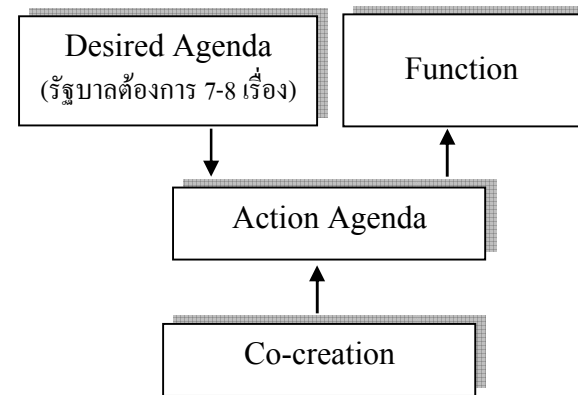 Desired Agenda
(รัฐบาลต้องการ 7-8 เรื่อง)
Function
Action Agenda
Co-creation